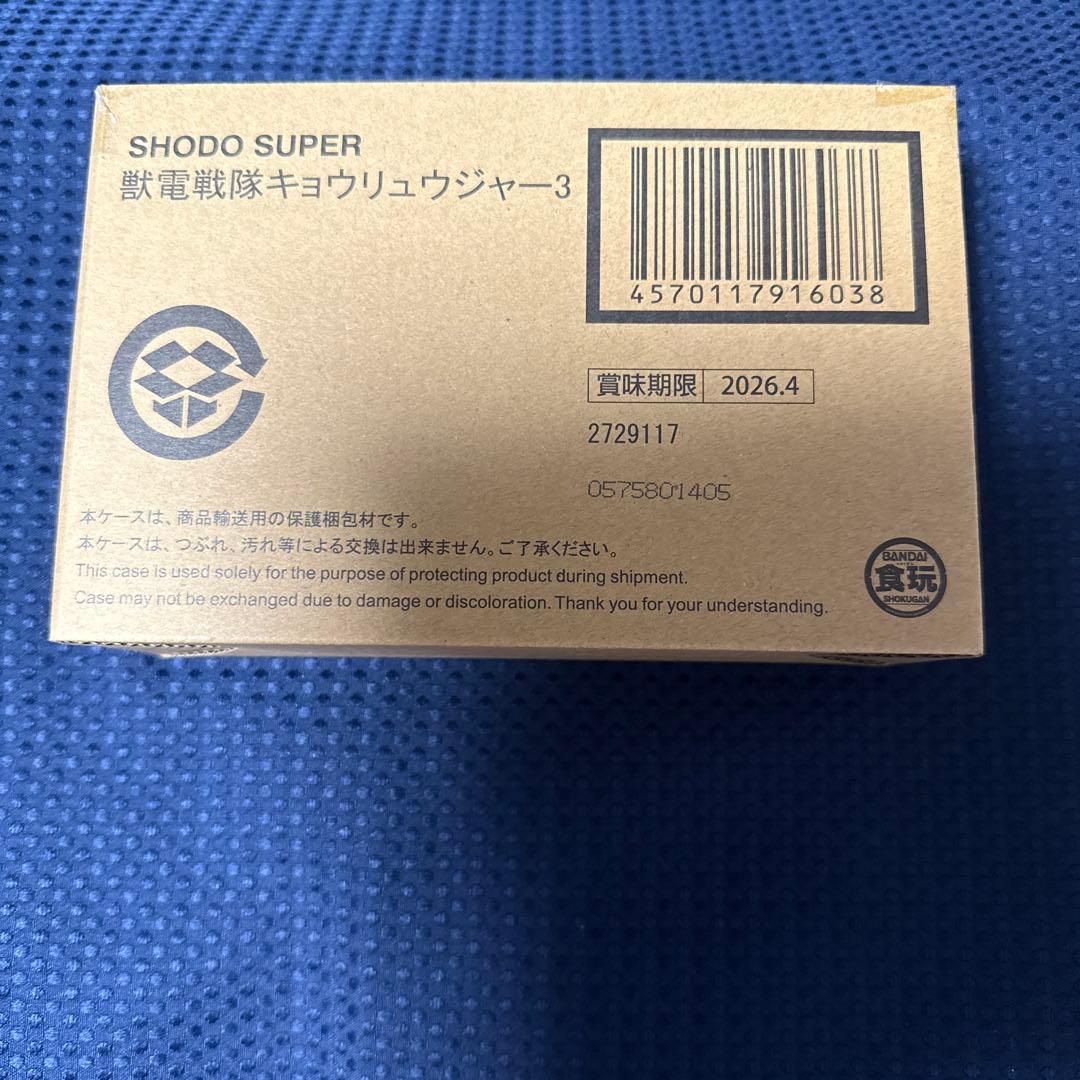 SHODO SUPER
獣電戦隊キョウリュウジャー3
4570117916038
賞味期限 2026.4
2729117
0575801405
本ケースは、商品輸送用の保護梱包材です。
本ケースは、つぶれ、汚れ等による交換は出来ません。ご了承ください。
This case is used solely for the purpose of protecting product during shipment.
Case may not be exchanged due to damage or discoloration. Thank you for your understanding.
BANDAI
食玩
SHOKUGAN